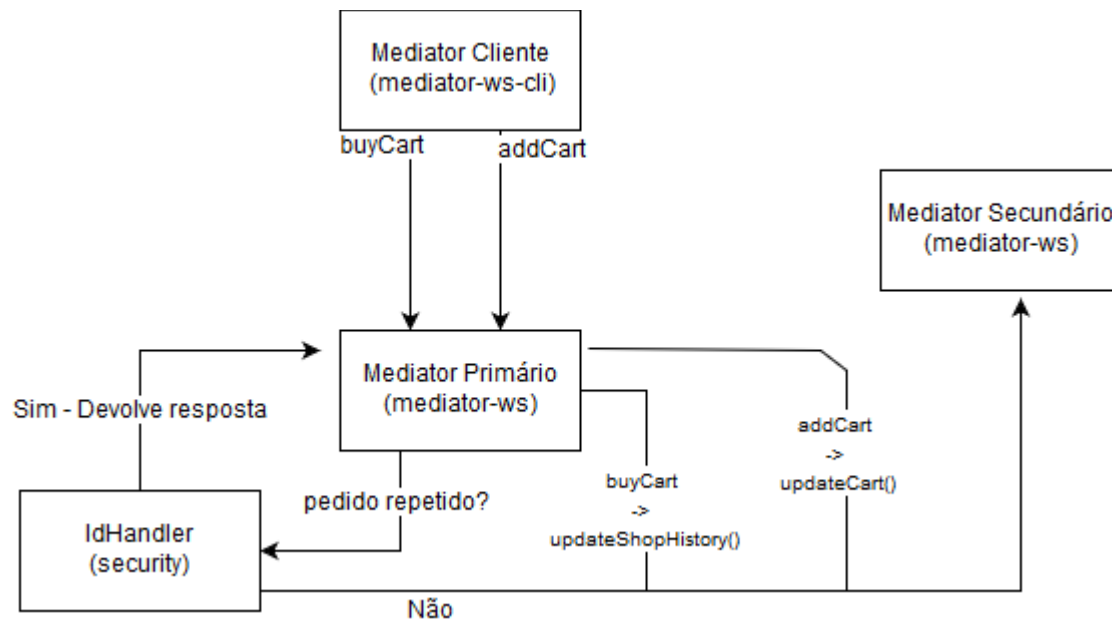 Mediator Cliente
(mediator-ws-cli)
buyCart
addCart
Mediator Secundário
(mediator-ws)
Mediator Primário
(mediator-ws)
Sim - Devolve resposta
addCart
->
updateCart()
pedido repetido?
buyCart
->
updateShopHistory()
IdHandler
(security)
Não